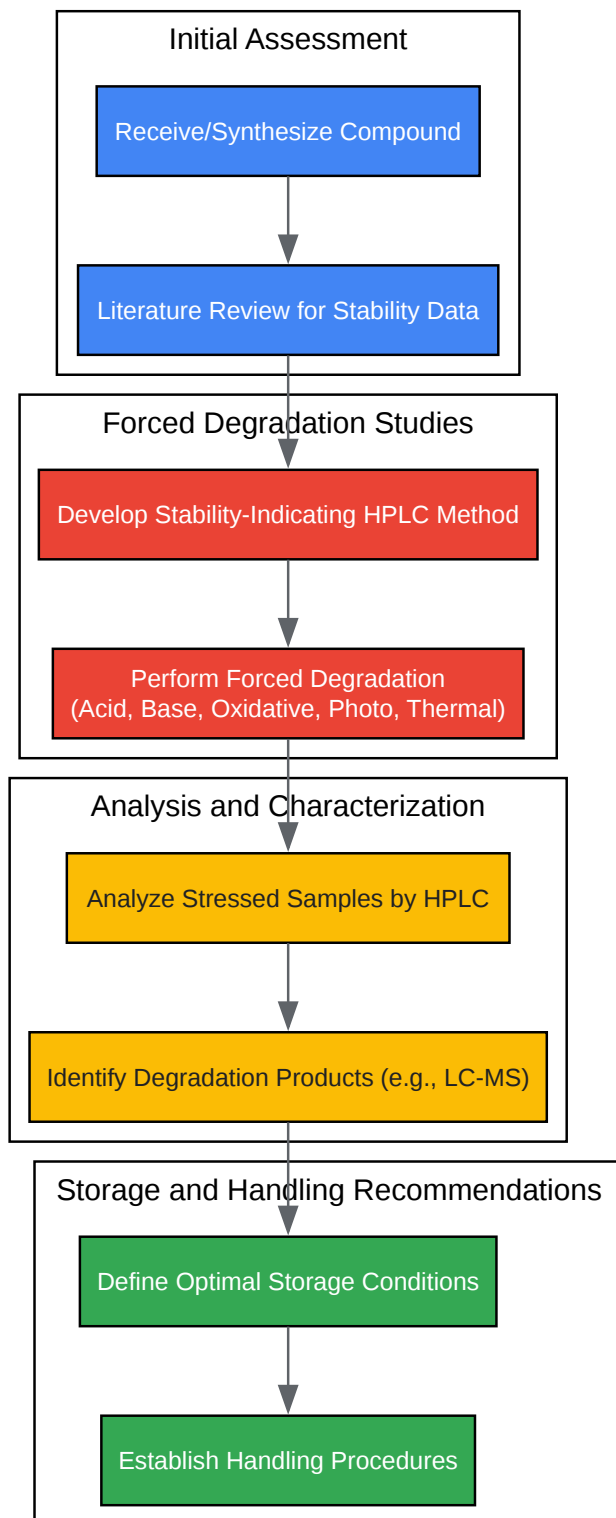 Initial Assessment
Receive/Synthesize Compound
Literature Review for Stability Data
Forced Degradation Studies
Develop Stability-Indicating HPLC Method
Perform Forced Degradation
(Acid, Base, Oxidative, Photo, Thermal)
Analysis and Characterization
Analyze Stressed Samples by HPLC
Identify Degradation Products (e.g., LC-MS)
Storage and Handling Recommendations
Define Optimal Storage Conditions
Establish Handling Procedures